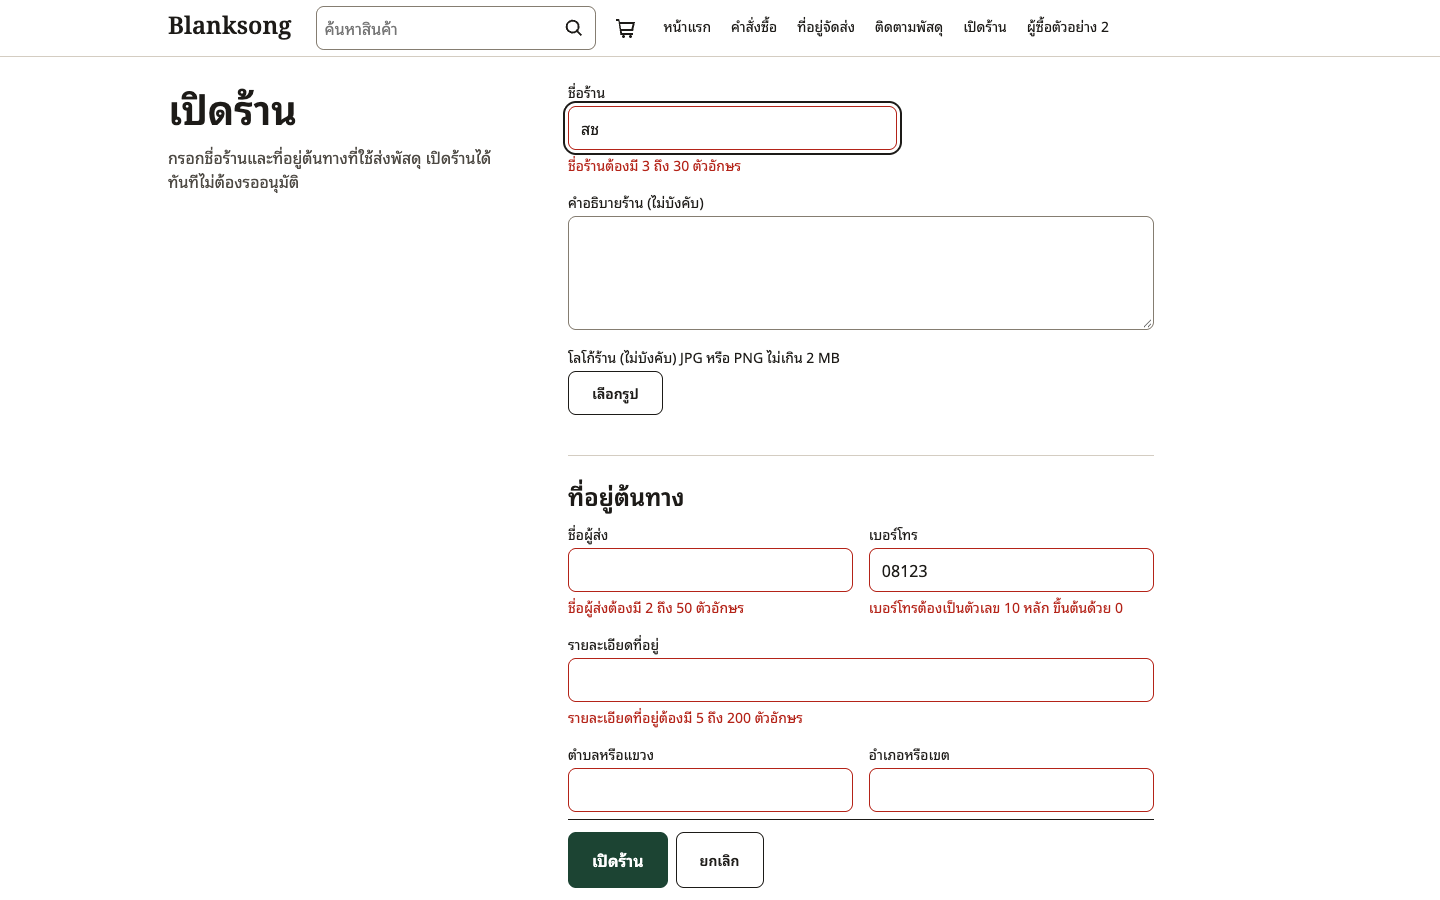 Blanksong
ค้นหาสินค้า
หน้าแรก
คำสั่งซื้อ
ที่อยู่จัดส่ง
ติดตามพัสดุ
เปิดร้าน
ผู้ซื้อตัวอย่าง 2
เปิดร้าน
กรอกชื่อร้านและที่อยู่ต้นทางที่ใช้ส่งพัสดุ เปิดร้านได้
ทันทีไม่ต้องรออนุมัติ
ชื่อร้าน
สช
ชื่อร้านต้องมี 3 ถึง 30 ตัวอักษร
คำอธิบายร้าน (ไม่บังคับ)
โลโก้ร้าน (ไม่บังคับ) JPG หรือ PNG ไม่เกิน 2 MB
เลือกรูป
ที่อยู่ต้นทาง
ชื่อผู้ส่ง
เบอร์โทร
08123
ชื่อผู้ส่งต้องมี 2 ถึง 50 ตัวอักษร
เบอร์โทรต้องเป็นตัวเลข 10 หลัก ขึ้นต้นด้วย 0
รายละเอียดที่อยู่
รายละเอียดที่อยู่ต้องมี 5 ถึง 200 ตัวอักษร
ตำบลหรือแขวง
อำเภอหรือเขต
เปิดร้าน
ยกเลิก